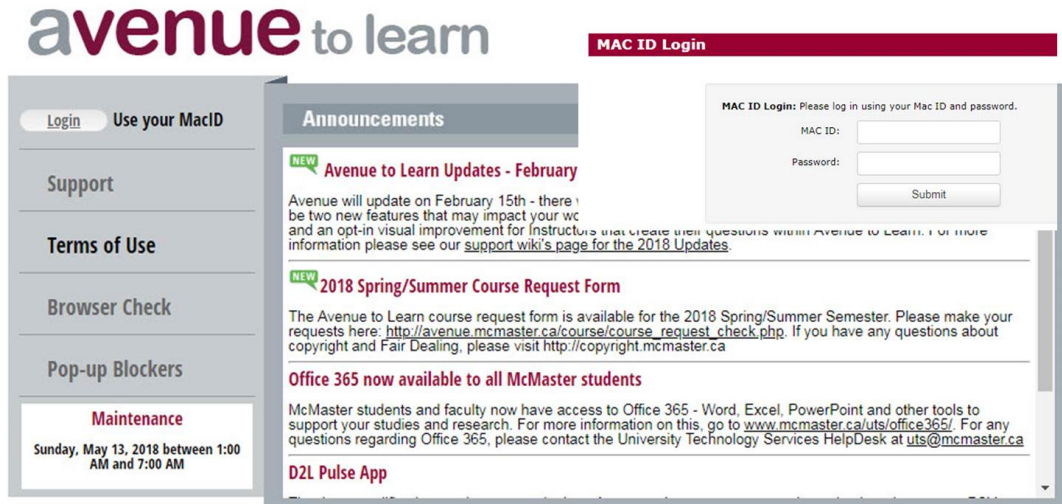 avenue to learn
MAC ID Login
MAC ID Login: Please log in using your Mac ID and password.
MAC ID:
Password:
Submit
Login Use your MacID
Support
Terms of Use
Browser Check
Pop-up Blockers
Maintenance
Sunday, May 13, 2018 between 1:00
AM and 7:00 AM
Announcements
NEW Avenue to Learn Updates - February
Avenue will update on February 15th - there
be two new features that may impact your
and an opt-in visual improvement for Instructors that create their questions within Avenue to Learn. For more
information please see our support wiki's page for the 2018 Updates.
NEW 2018 Spring/Summer Course Request Form
The Avenue to Learn course request form is available for the 2018 Spring/Summer Semester. Please make your
requests here: http://avenue.mcmaster.ca/course/course_request_check.php. If you have any questions about
copyright and Fair Dealing, please visit http://copyright.mcmaster.ca
Office 365 now available to all McMaster students
McMaster students and faculty now have access to Office 365 - Word, Excel, PowerPoint and other tools to
support your studies and research. For more information on this, go to www.mcmaster.ca/uts/office365/. For any
questions regarding Office 365, please contact the University Technology Services HelpDesk at uts@mcmaster.ca
D2L Pulse App